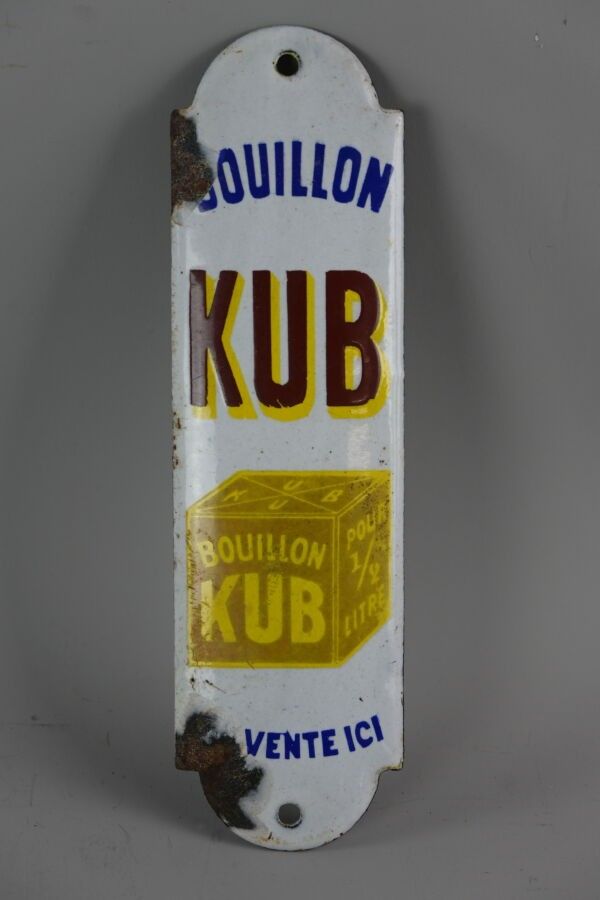 BOUILLON
KUB
KUB
U
BOUILLON
KUB
POUR
1/2
LITRE
VENTE ICI